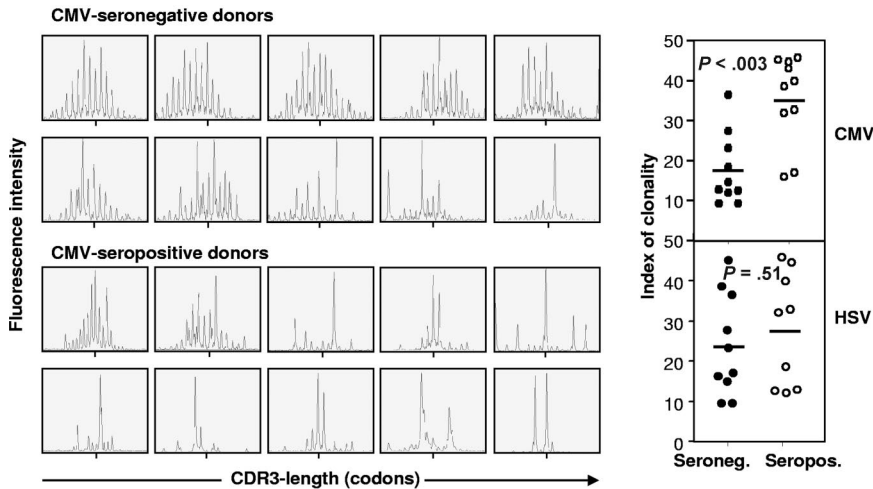 CMV-seronegative donors
CMV-seropositive donors
Fluorescence intensity
CDR3-length (codons)
Index of clonality
50
P < .003
40
30
20
10
CMV
50
P = .51
40
30
20
10
0
HSV
Seroneg. Seropos.